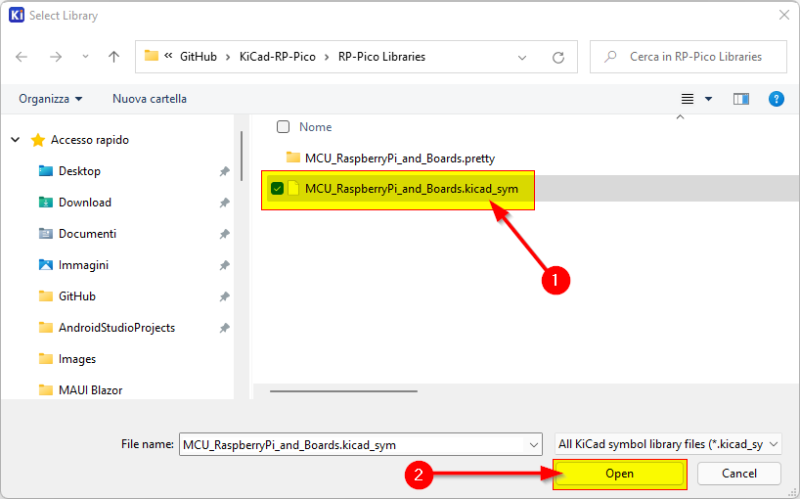 Ki Select Library
« GitHub › KiCad-RP-Pico › RP-Pico Libraries
Cerca in RP-Pico Libraries
Organizza
Nuova cartella
?
Accesso rapido
Desktop
Download
Documenti
Immagini
GitHub
AndroidStudioProjects
Images
MAUI Blazor
Nome
MCU_RaspberryPi_and_Boards.pretty
MCU_RaspberryPi_and_Boards.kicad_sym
1
File name:
MCU_RaspberryPi_and_Boards.kicad_sym
All KiCad symbol library files (*.kicad_sy
2
Open
Cancel